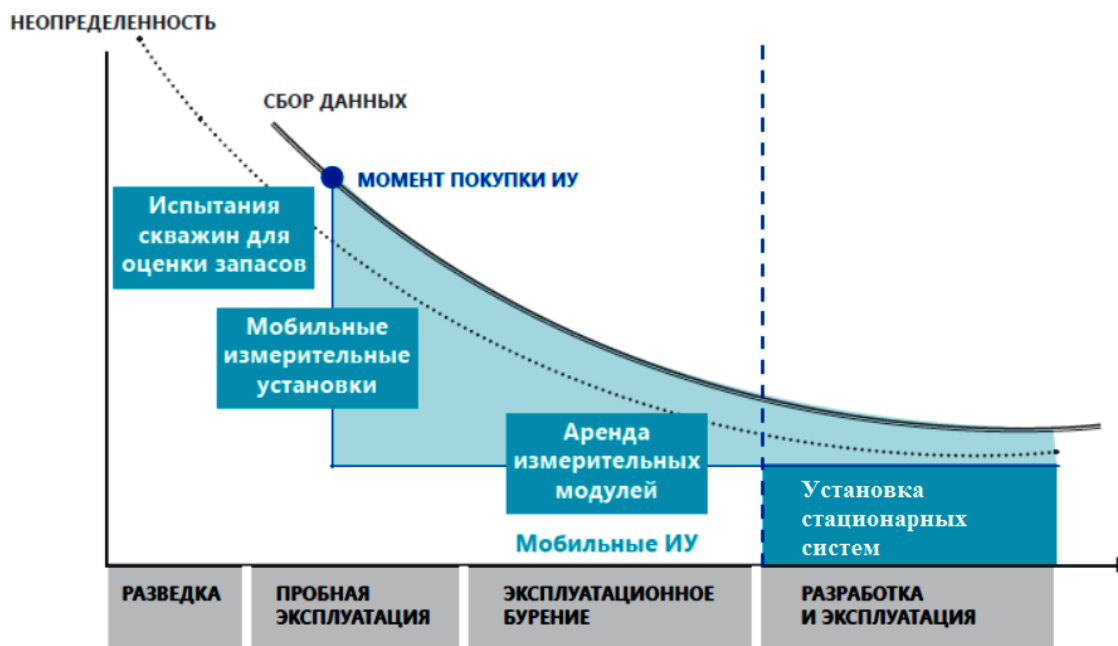 НЕОПРЕДЕЛЕННОСТЬ
СБОР ДАННЫХ
МОМЕНТ ПОКУПКИ ИУ
Испытания
скважин для
оценки запасов
Мобильные
измерительные
установки
Аренда
измерительных
модулей
Установка
стационарных
систем
Мобильные ИУ
РАЗВЕДКА
ПРОБНАЯ
ЭКСПЛУАТАЦИЯ
ЭКСПЛУАТАЦИОННОЕ
БУРЕНИЕ
РАЗРАБОТКА
И ЭКСПЛУАТАЦИЯ